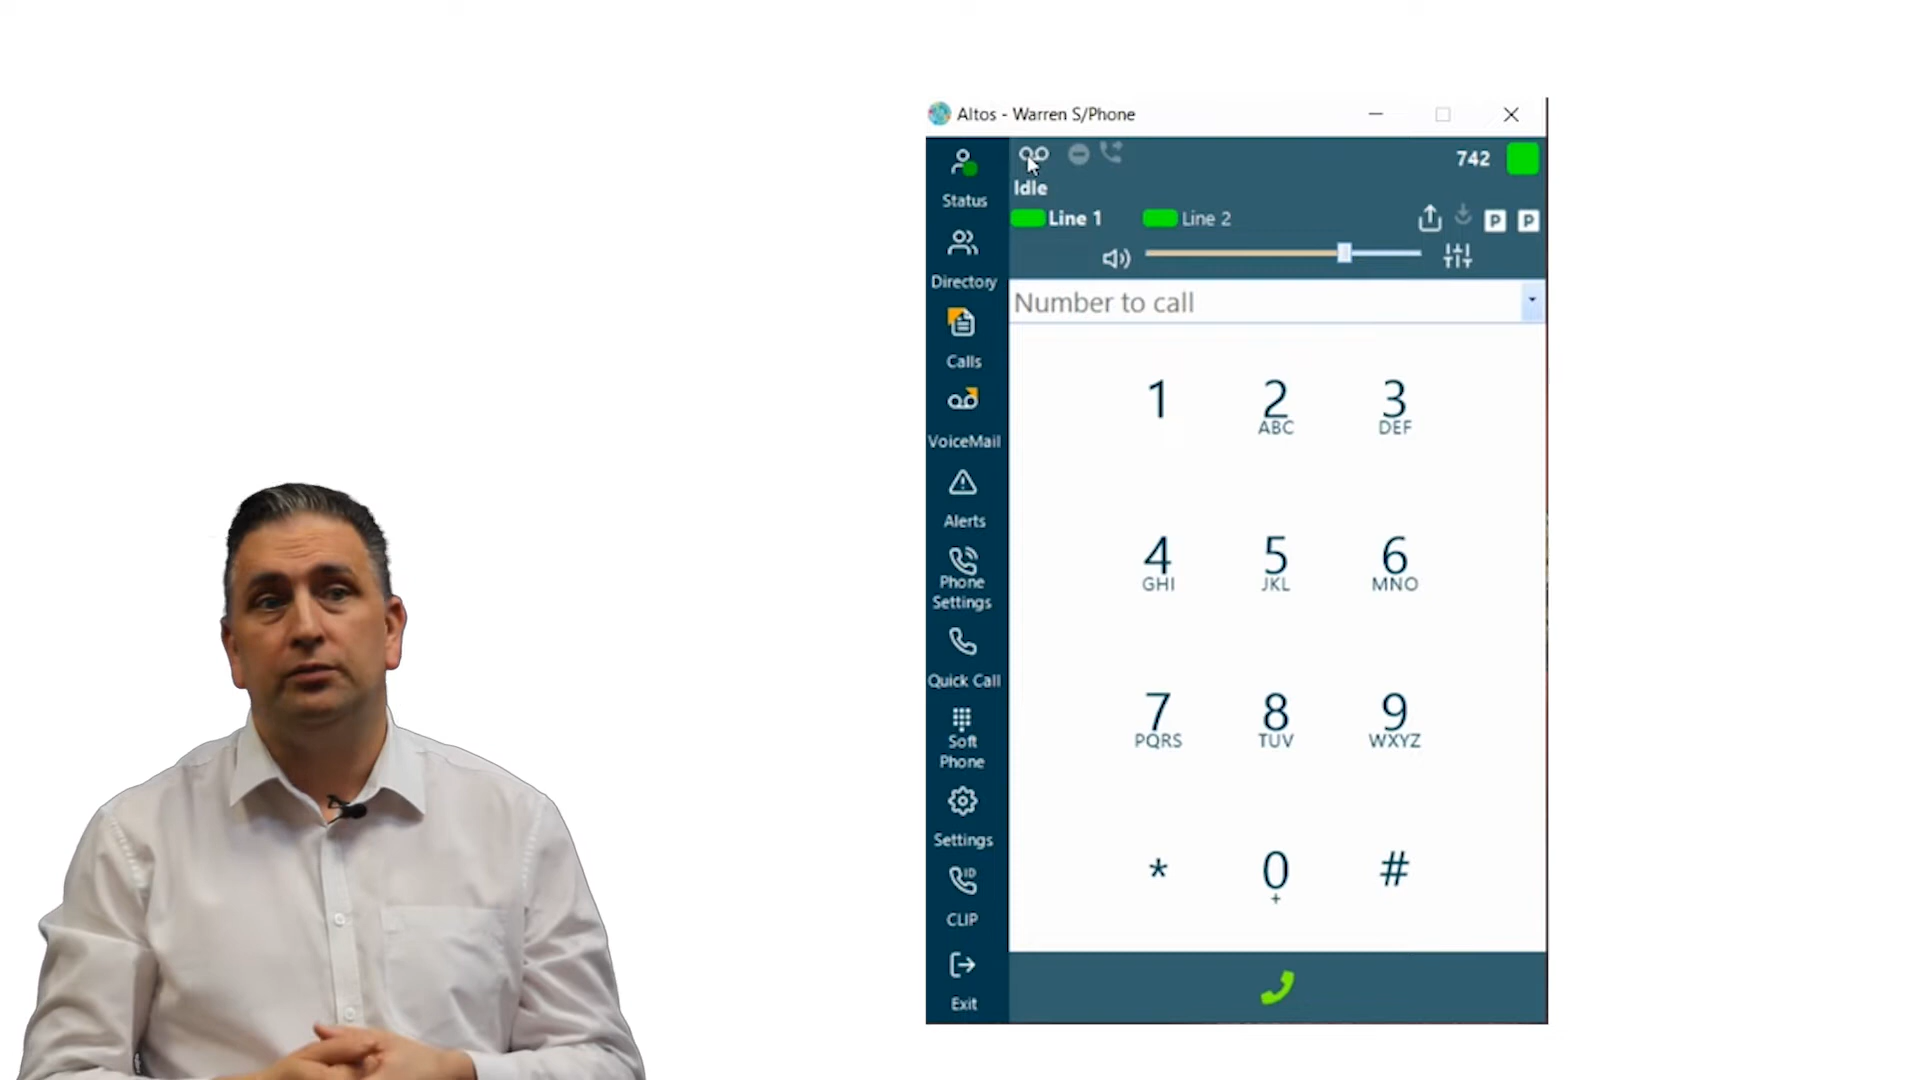 Altos - Warren S/Phone
742
Idle
Line 1
Line 2
P
P
Number to call
Status
Directory
Calls
VoiceMail
Alerts
Phone
Settings
Quick Call
Soft
Phone
Settings
ID
CLIP
Exit
1
2
ABC
3
DEF
4
GHI
5
JKL
6
MNO
7
PQRS
8
TUV
9
WXYZ
*
0
+
#